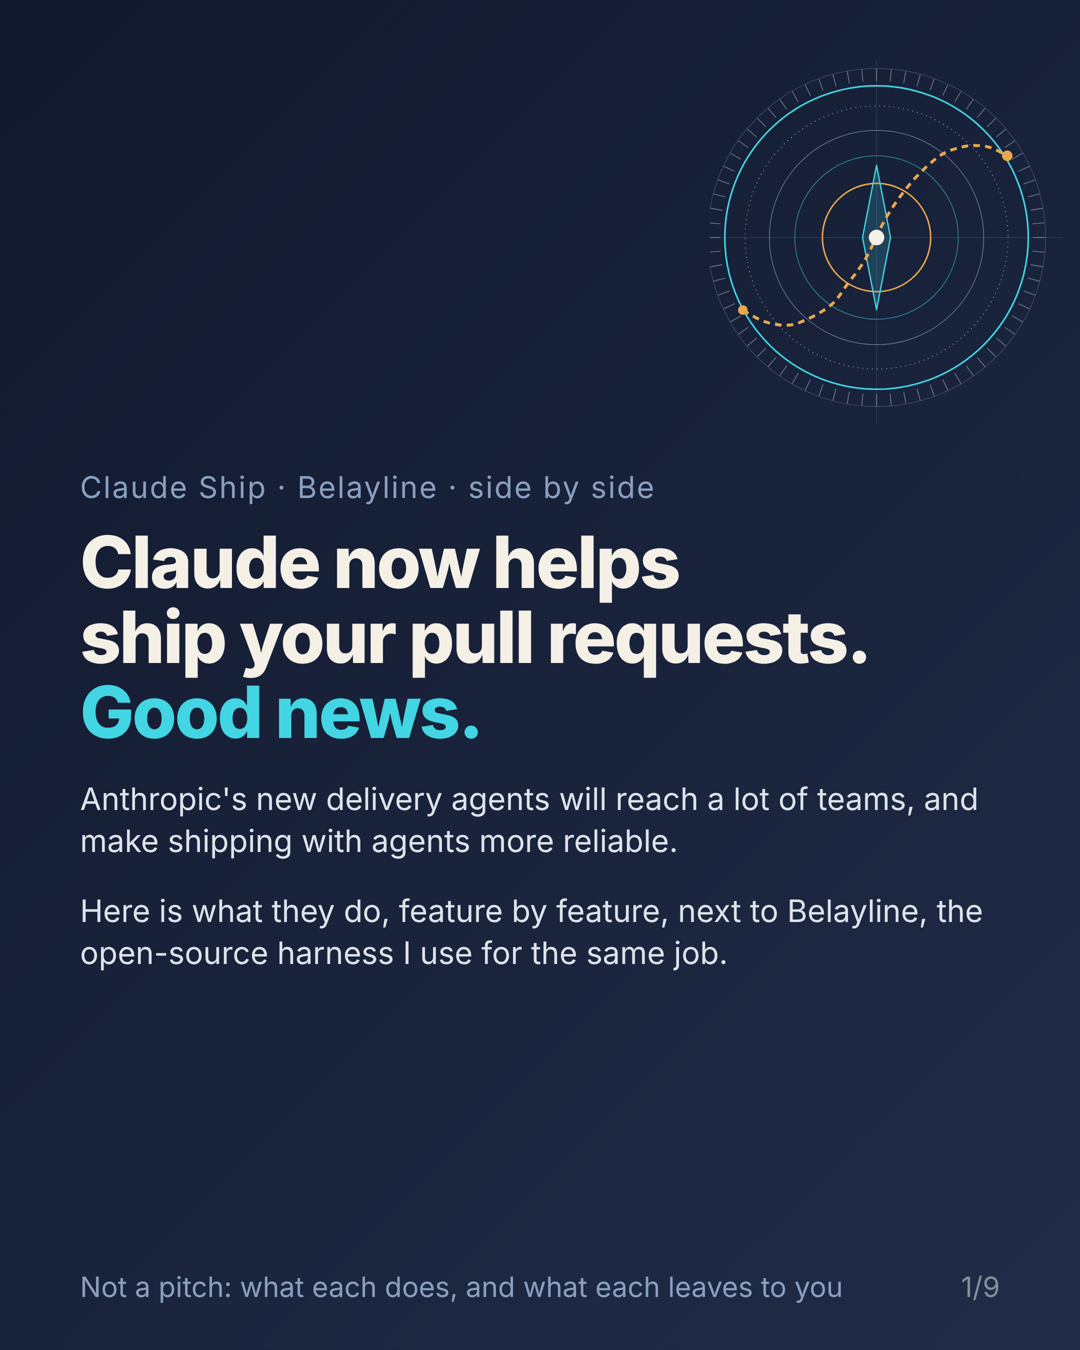 Claude Ship · Belayline · side by side
Claude now helps
ship your pull requests.
Good news.
Anthropic's new delivery agents will reach a lot of teams, and
make shipping with agents more reliable.
Here is what they do, feature by feature, next to Belayline, the
open-source harness I use for the same job.
Not a pitch: what each does, and what each leaves to you
1/9